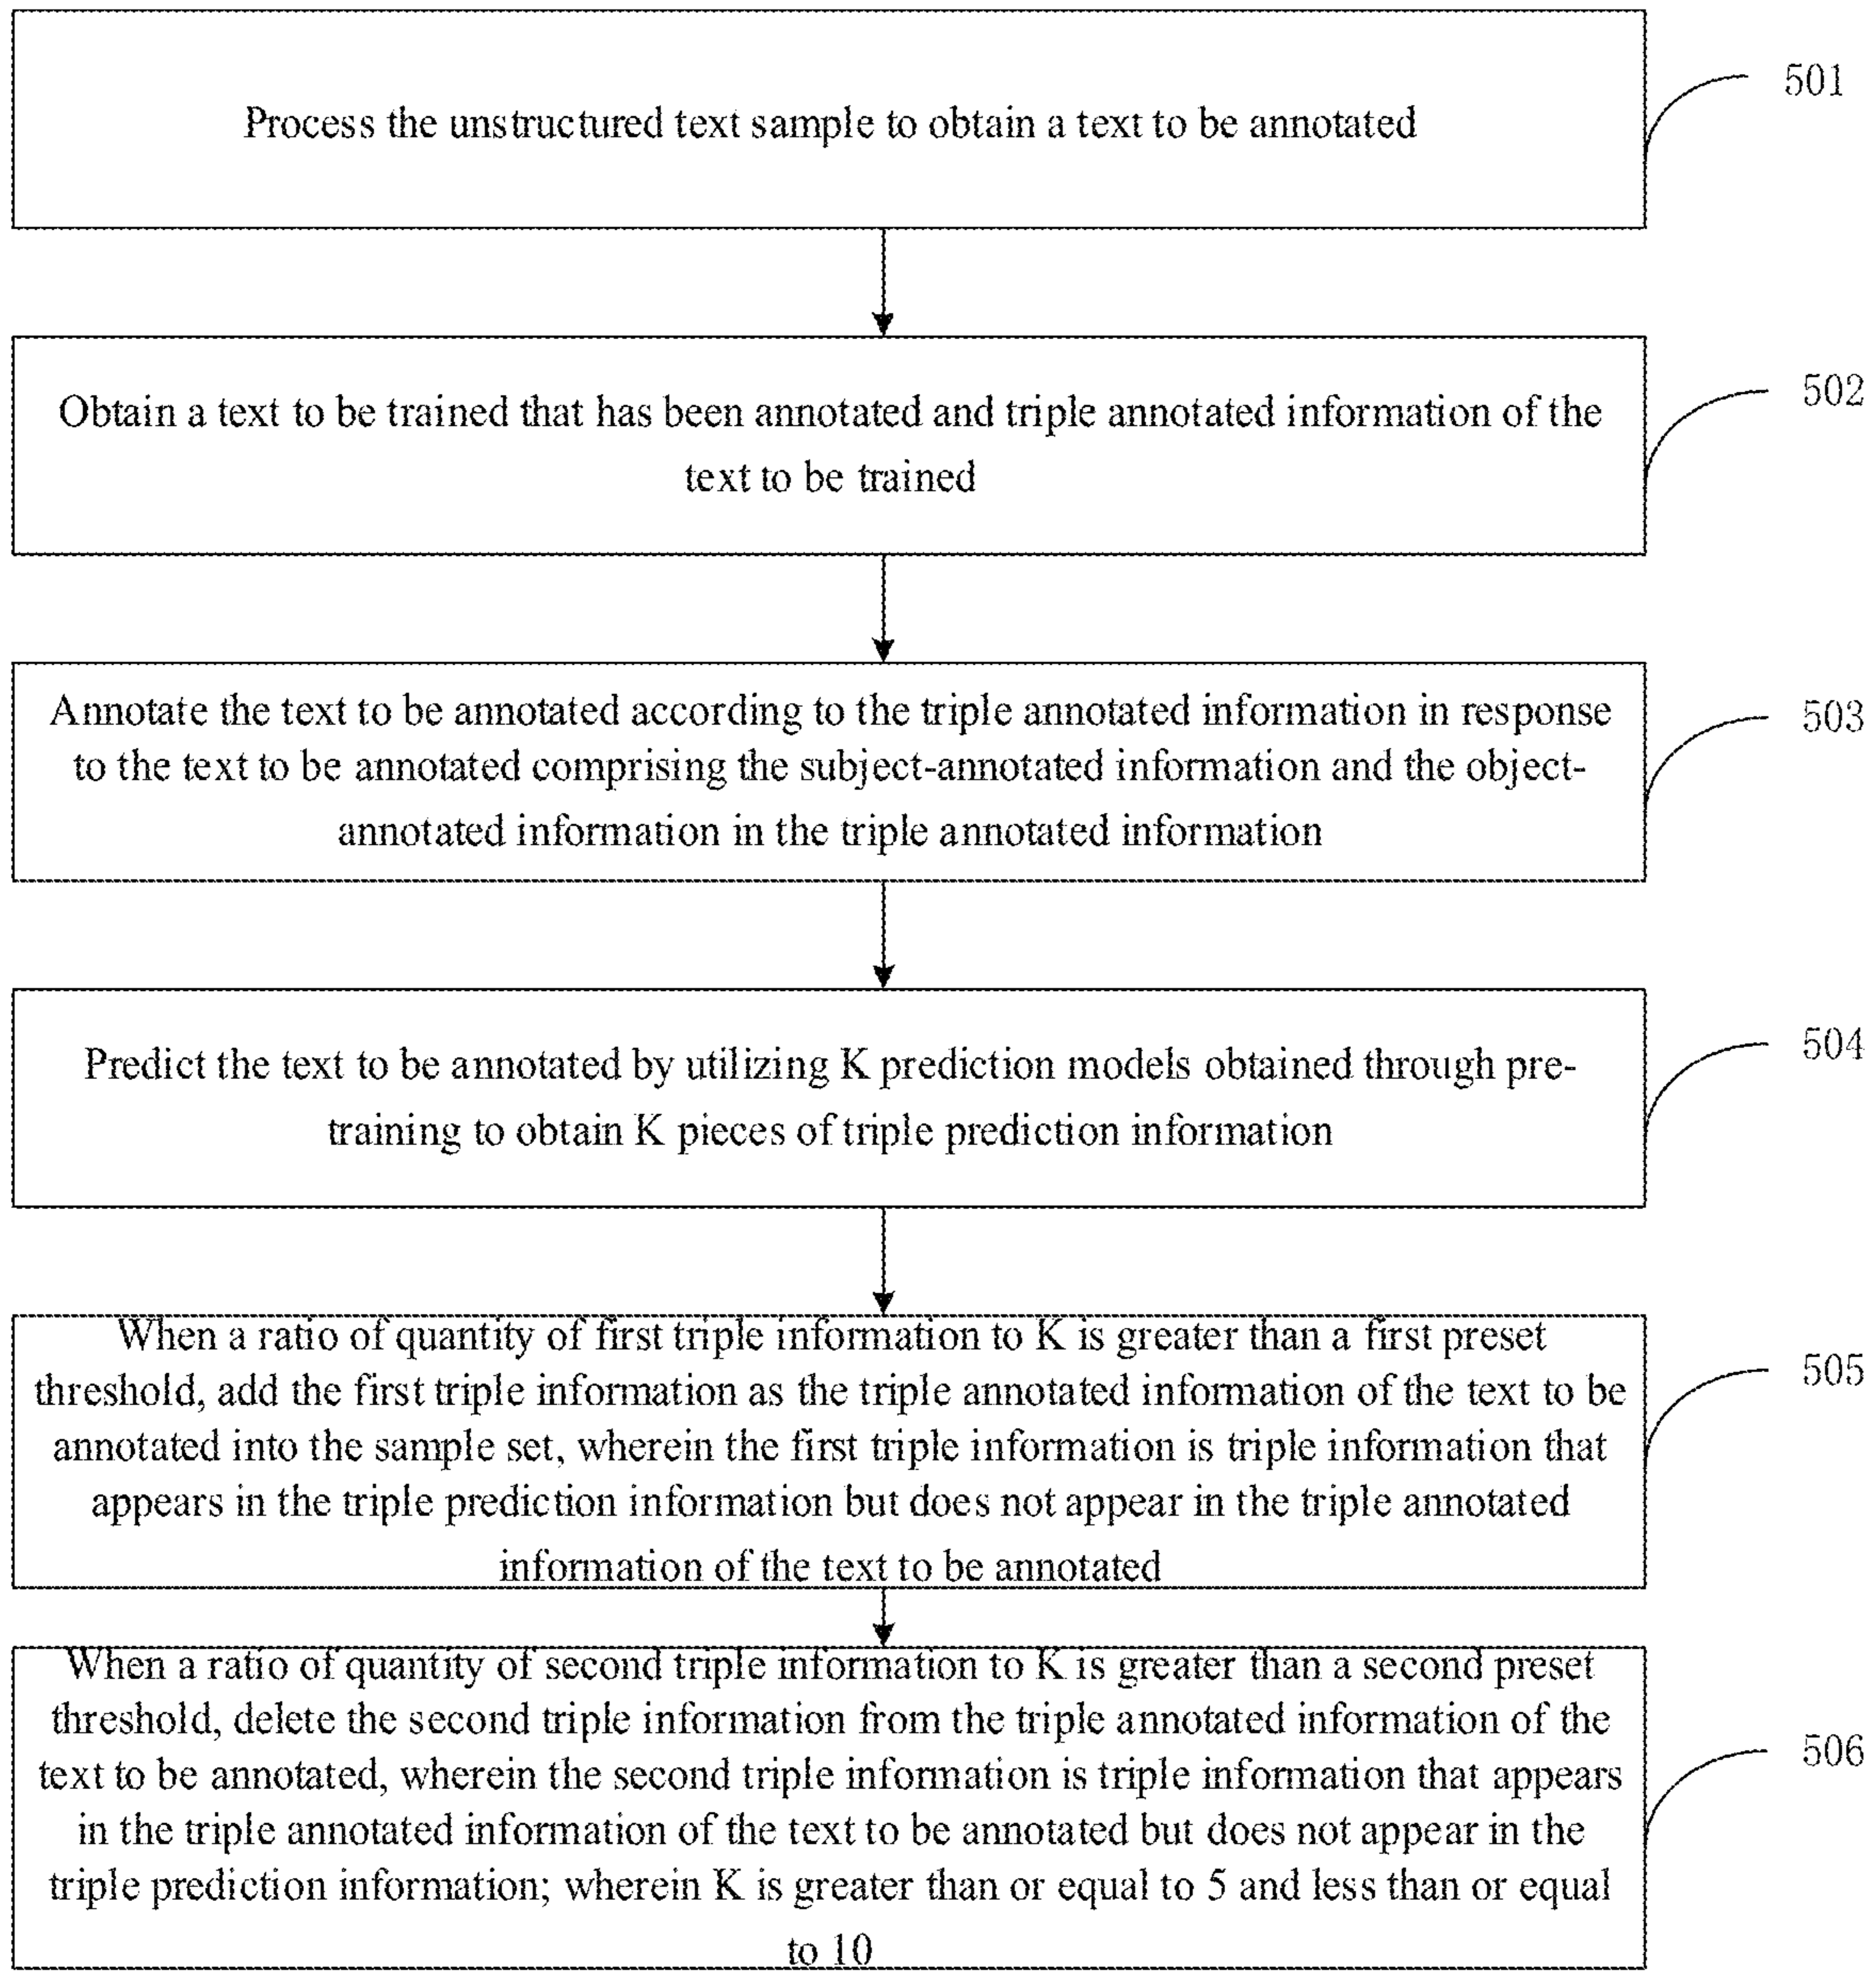 Process the unstructured text sample to obtain a text to be annotated
501
Obtain a text to be trained that has been annotated and triple annotated information of the
text to be trained
502
Annotate the text to be annotated according to the triple annotated information in response
to the text to be annotated comprising the subject-annotated information and the object-
annotated information in the triple annotated information
503
Predict the text to be annotated by utilizing K prediction models obtained through pre-
training to obtain K pieces of triple prediction information
504
When a ratio of quantity of first triple information to K is greater than a first preset
threshold, add the first triple information as the triple annotated information of the text to be
annotated into the sample set, wherein the first triple information is triple information that
appears in the triple prediction information but does not appear in the triple annotated
information of the text to be annotated
505
When a ratio of quantity of second triple information to K is greater than a second preset
threshold, delete the second triple information from the triple annotated information of the
text to be annotated, wherein the second triple information is triple information that appears
in the triple annotated information of the text to be annotated but does not appear in the
triple prediction information; wherein K is greater than or equal to 5 and less than or equal
to 10
506